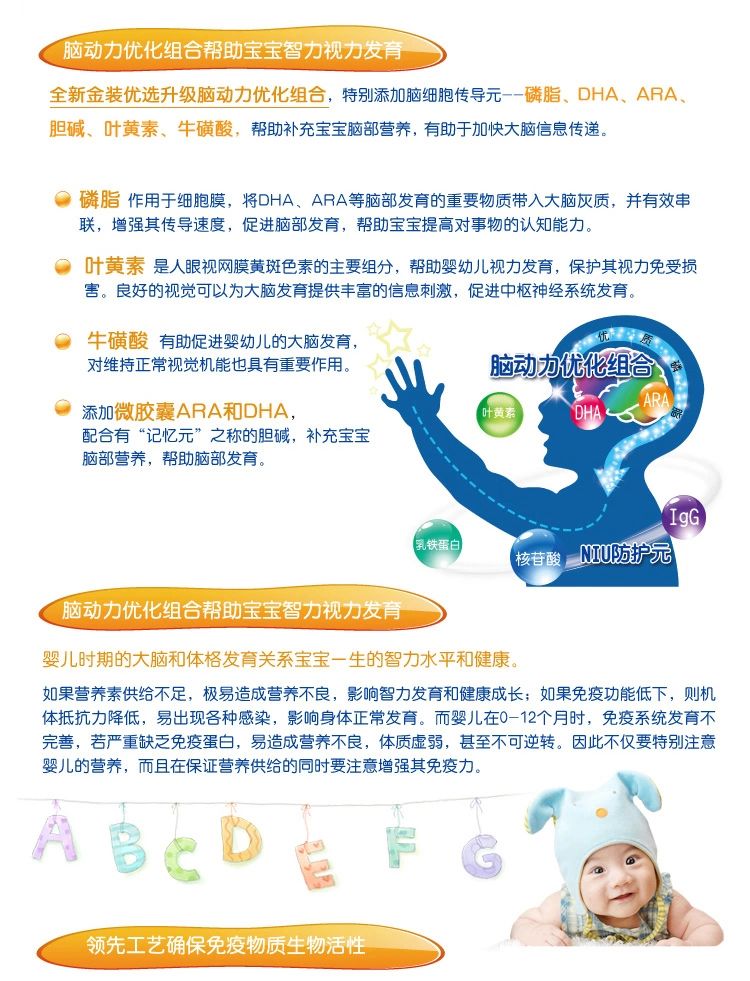 脑动力优化组合帮助宝宝智力视力发育
全新金装优选升级脑动力优化组合，特别添加脑细胞传导元--磷脂、DHA、ARA、
胆碱、叶黄素、牛磺酸，帮助补充宝宝脑部营养，有助于加快大脑信息传递。
磷脂 作用于细胞膜，将DHA、ARA等脑部发育的重要物质带入大脑灰质，并有效串
联，增强其传导速度，促进脑部发育，帮助宝宝提高对事物的认知能力。
叶黄素 是人眼视网膜黄斑色素的主要组分，帮助婴幼儿视力发育，保护其视力免受损
害。良好的视觉可以为大脑发育提供丰富的信息刺激，促进中枢神经系统发育。
牛磺酸 有助促进婴幼儿的大脑发育，
对维持正常视觉机能也具有重要作用。
添加微胶囊ARA和DHA，
配合有“记忆元”之称的胆碱，补充宝宝
脑部营养，帮助脑部发育。
优质磷脂
脑动力优化组合
叶黄素
DHA
ARA
IgG
乳铁蛋白
核苷酸
NIU防护元
脑动力优化组合帮助宝宝智力视力发育
婴儿时期的大脑和体格发育关系宝宝一生的智力水平和健康。
如果营养素供给不足，极易造成营养不良，影响智力发育和健康成长；如果免疫功能低下，则机
体抵抗力降低，易出现各种感染，影响身体正常发育。而婴儿在0-12个月时，免疫系统发育不
完善，若严重缺乏免疫蛋白，易造成营养不良，体质虚弱，甚至不可逆转。因此不仅要特别注意
婴儿的营养，而且在保证营养供给的同时要注意增强其免疫力。
A B C D E F G
领先工艺确保免疫物质生物活性